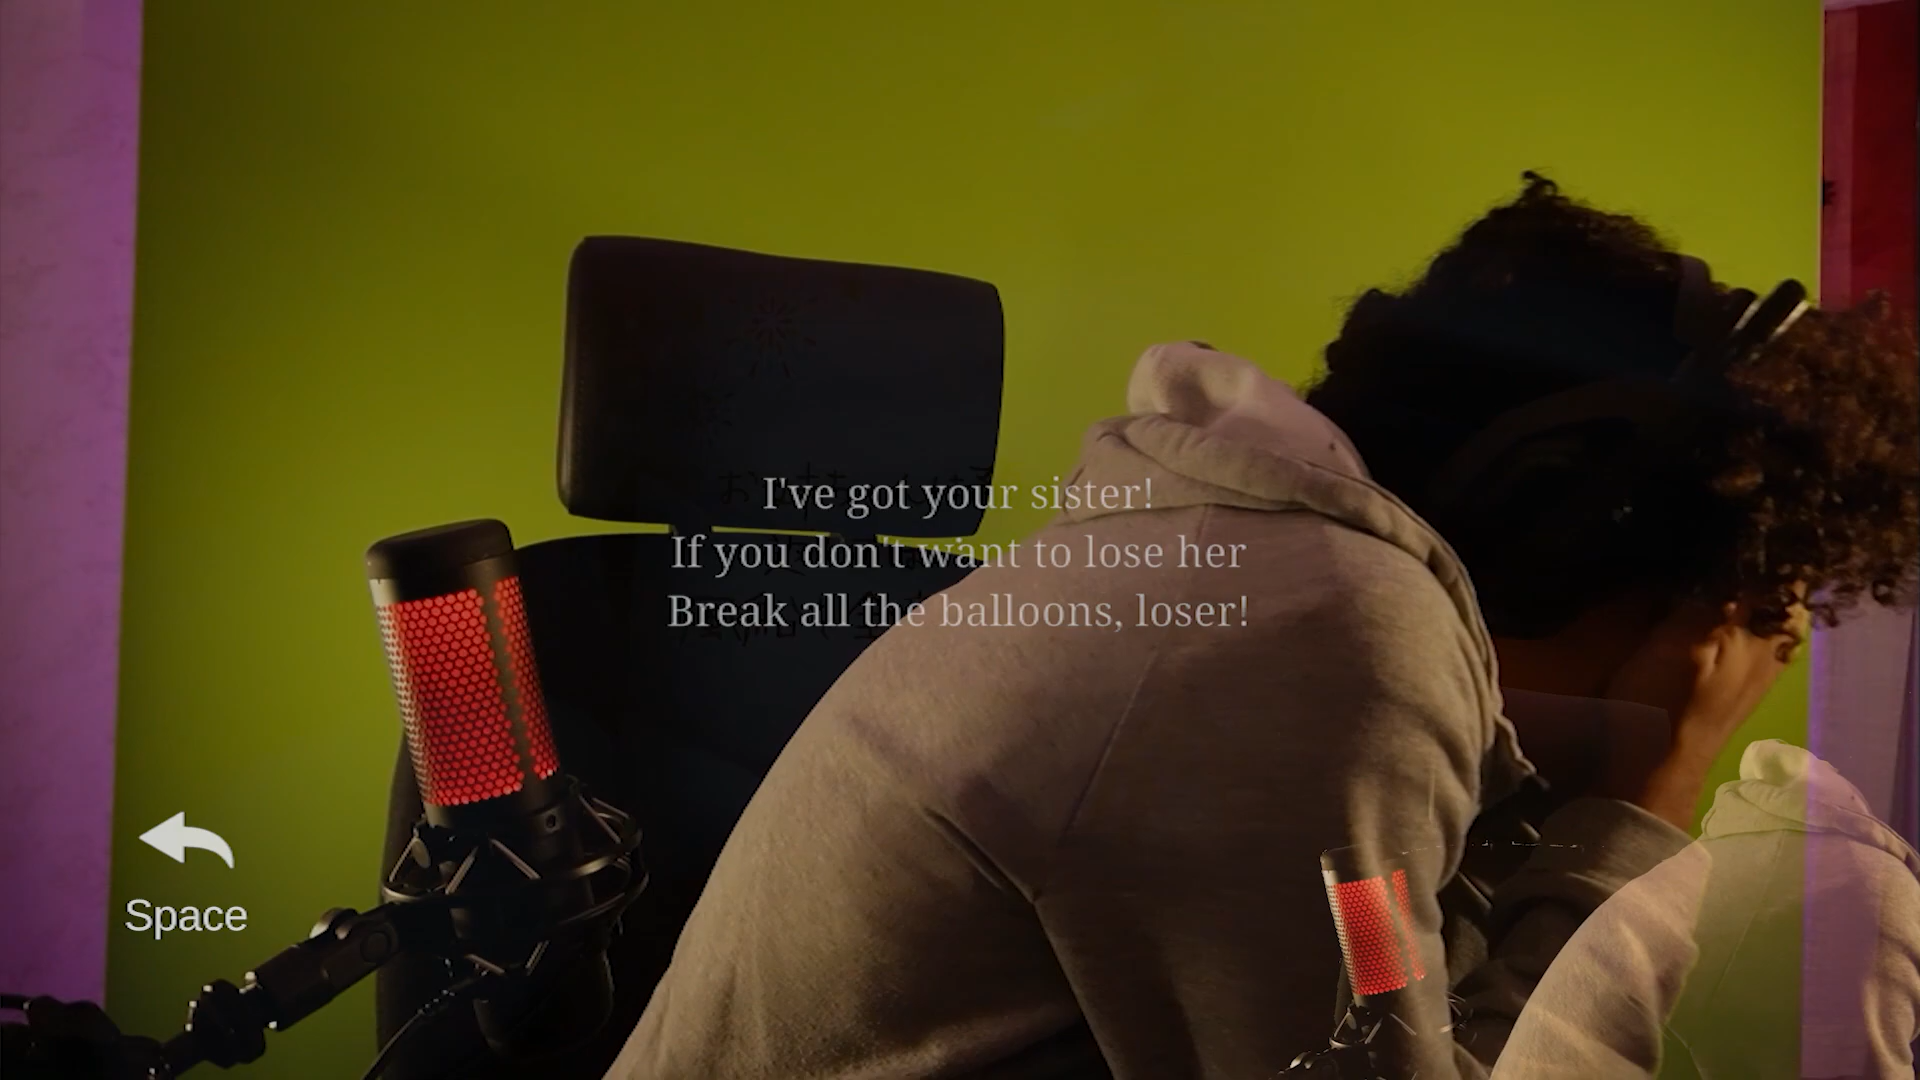 I've got your sister!
If you don't want to lose her
Break all the balloons, loser!
Space